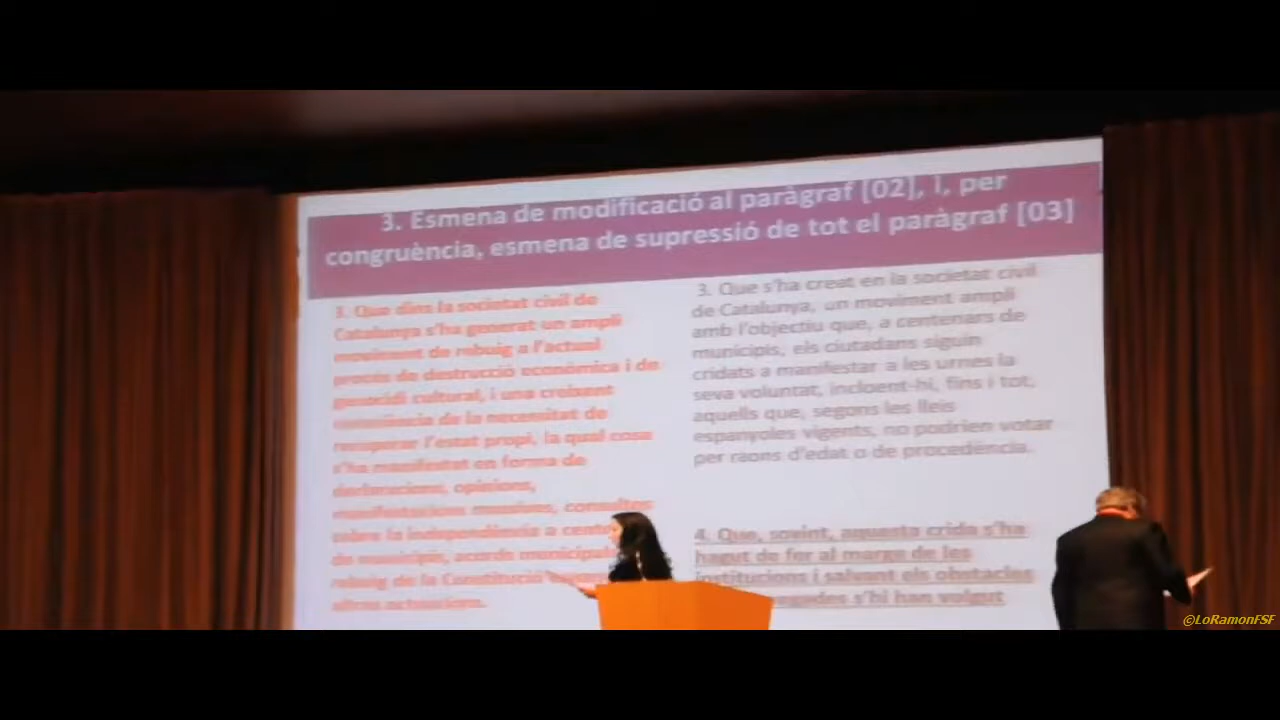 3. Esmena de modificació al paràgraf [02], i, per
congruència, esmena de supressió de tot el paràgraf [03]
3. Que dins la societat civil de
Catalunya s'ha generat un ampli
moviment de rebuig a l'actual
procés de destrucció econòmica i de
genocidi cultural, i una creixent
consciència de la necessitat de
recuperar l'estat propi, la qual cosa
s'ha manifestat en forma de
declaracions, opinions,
manifestacions massives, consultes
sobre la independència a
de municipis, acords
rebuig de la Constitució
altres actuacions.
3. Que s'ha creat en la societat civil
de Catalunya, un moviment ampli
amb l'objectiu que, a centenars de
municipis, els ciutadans siguin
cridats a manifestar a les urnes la
seva voluntat, incloent-hi, fins i tot,
aquells que, segons les lleis
espanyoles vigents, no podrien votar
per raons d'edat o de procedència.
4. Que, sovint, aquesta crida s'ha
hagut de fer al marge de les
institucions i salvant els obstacles
s'hi han volgut
©LoRamonFSF